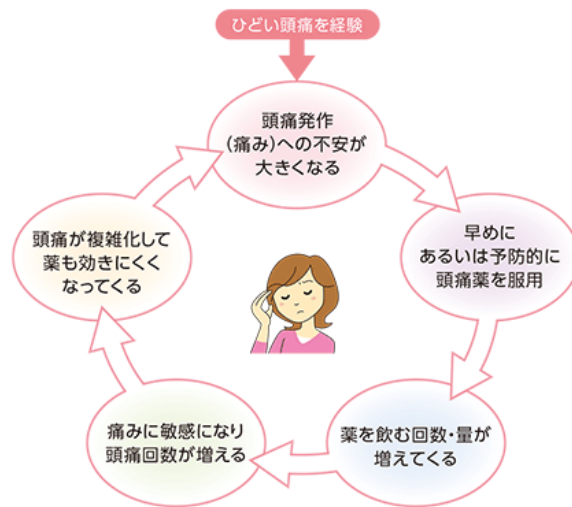 ひどい頭痛を経験
頭痛発作
(痛み)への不安が
大きくなる
早めに
あるいは予防的に
頭痛薬を服用
薬を飲む回数・量が
増えてくる
痛みに敏感になり
頭痛回数が増える
頭痛が複雑化して
薬も効きにくく
なってくる